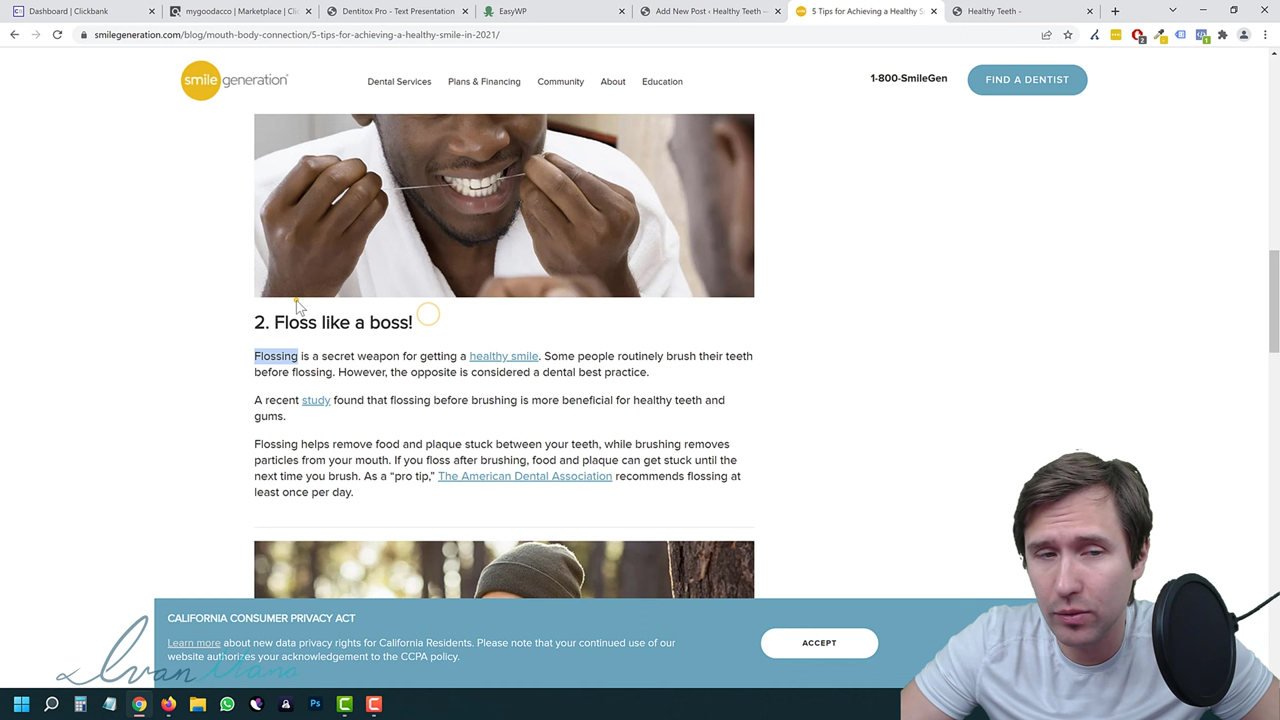 Dashboard | Clickbank
mygoodacco | Marketplace | Clic
Dentitox Pro - Text Presentation
EasyWP
Add New Post ‹ Healthy Teeth —
5 Tips for Achieving a Healthy S
Healthy Teeth -
smilegeneration.com/blog/mouth-body-connection/5-tips-for-achieving-a-healthy-smile-in-2021/
smile generation
Dental Services
Plans & Financing
Community
About
Education
1-800-SmileGen
FIND A DENTIST
2. Floss like a boss!
Flossing is a secret weapon for getting a healthy smile. Some people routinely brush their teeth
before flossing. However, the opposite is considered a dental best practice.
A recent study found that flossing before brushing is more beneficial for healthy teeth and
gums.
Flossing helps remove food and plaque stuck between your teeth, while brushing removes
particles from your mouth. If you floss after brushing, food and plaque can get stuck until the
next time you brush. As a “pro tip,” The American Dental Association recommends flossing at
least once per day.
CALIFORNIA CONSUMER PRIVACY ACT
Learn more about new data privacy rights for California Residents. Please note that your continued use of our
website authorizes your acknowledgement to the CCPA policy.
ACCEPT
Ivan Mana